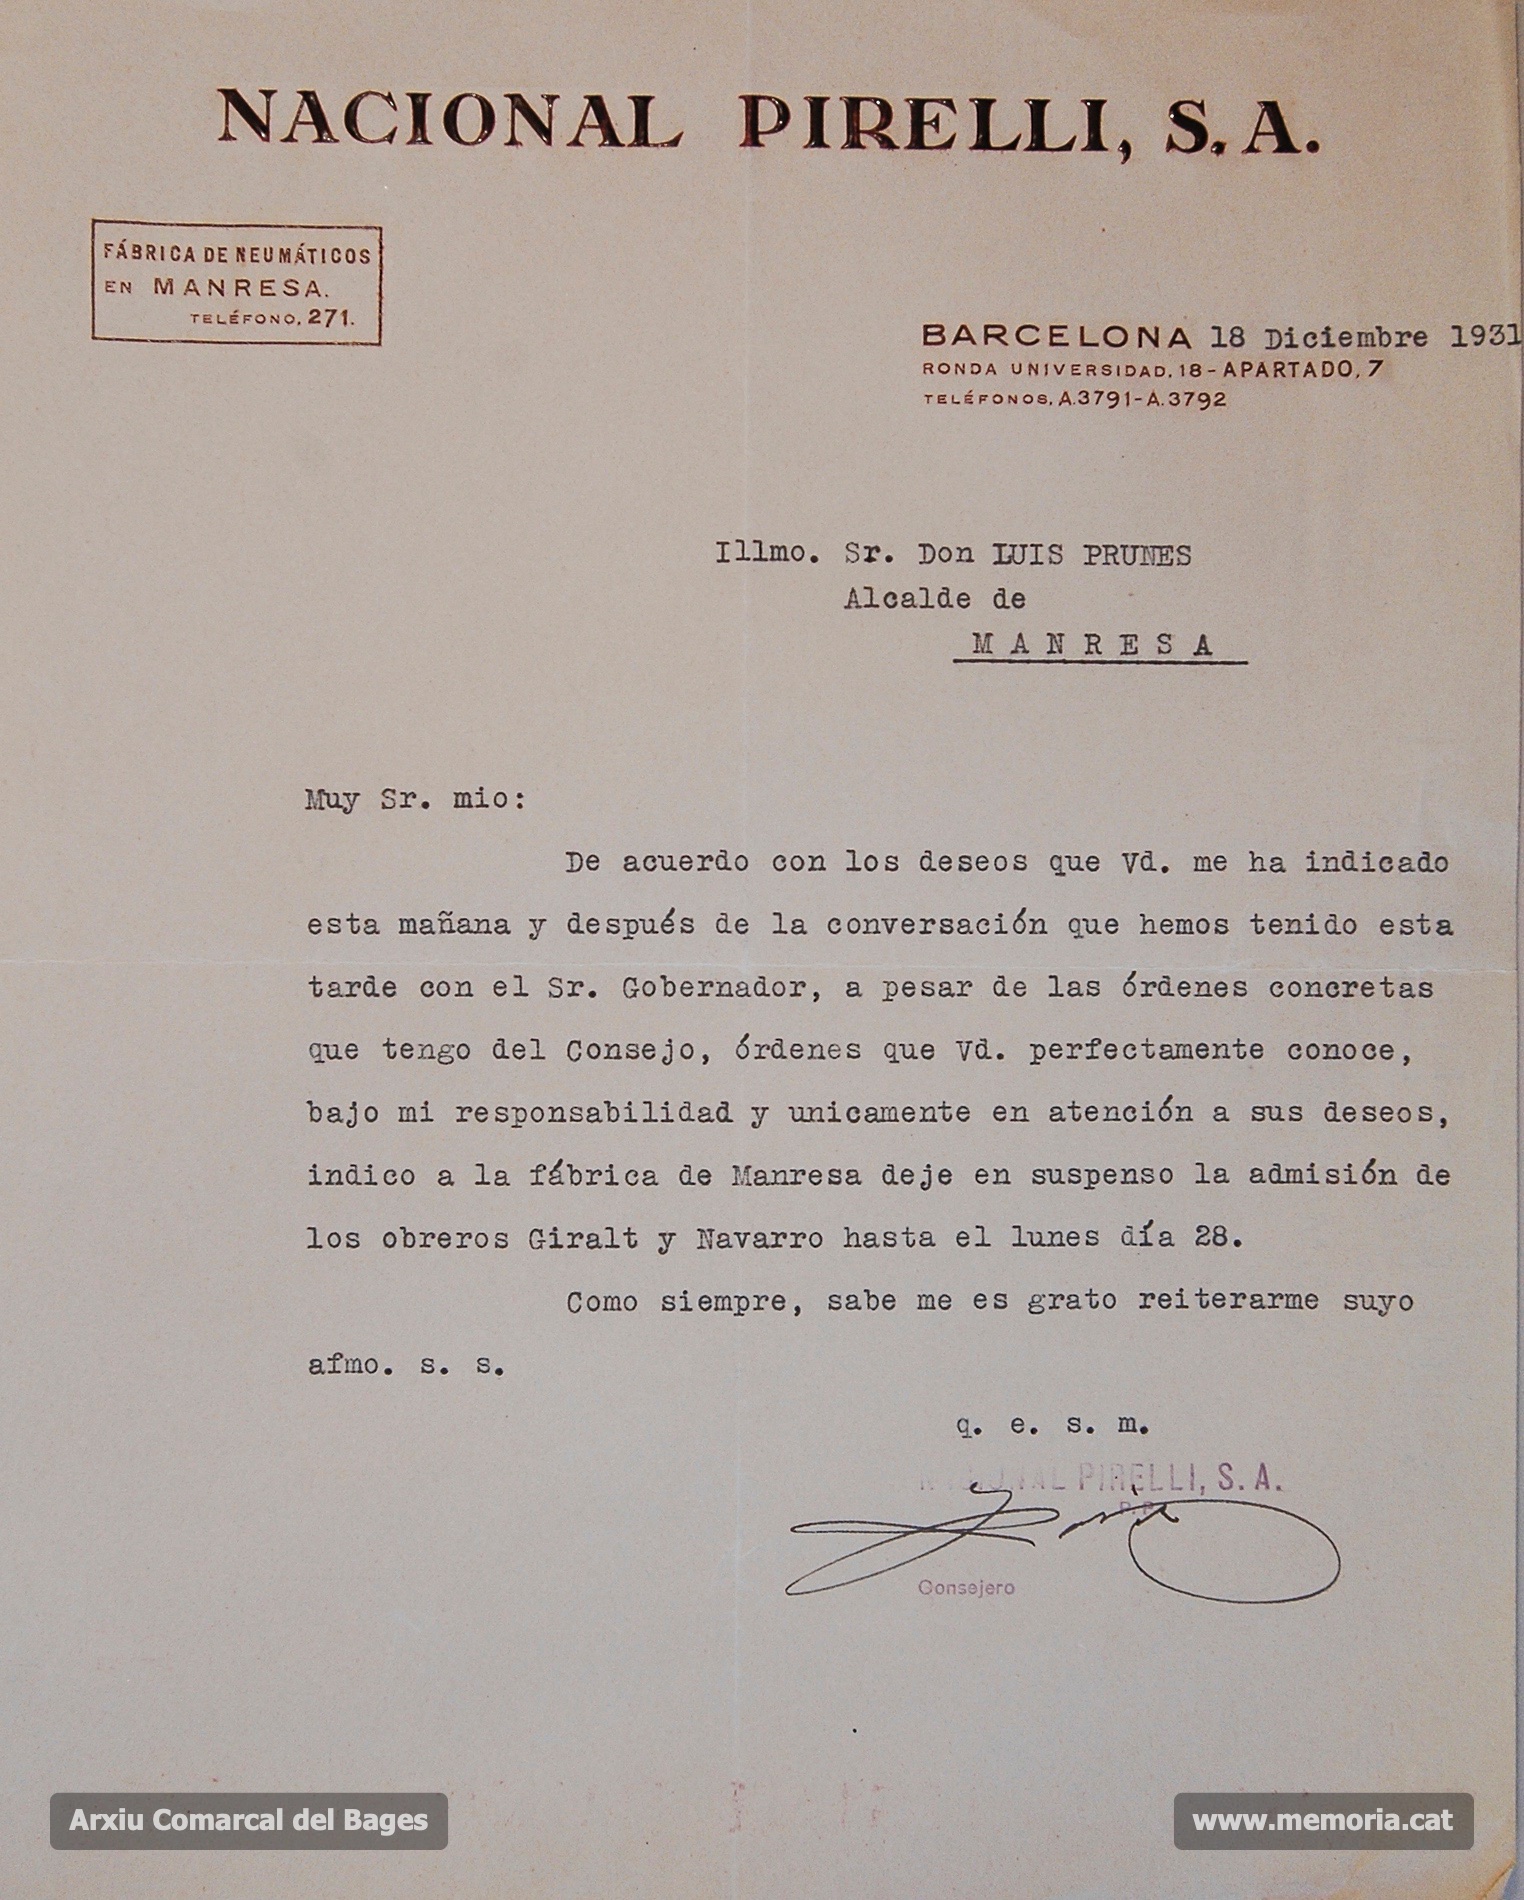 NACIONAL PIRELLI, S.A.
FÁBRICA DE NEUMÁTICOS
EN MANRESA.
TELÉFONO, 271.
BARCELONA 18 Diciembre 1931
RONDA UNIVERSIDAD, 18 - APARTADO, 7
TELÉFONOS, A.3791 - A.3792
Illmo. Sr. Don LUIS PRUNES
Alcalde de
M A N R E S A
Muy Sr. mio:
De acuerdo con los deseos que Vd. me ha indicado
esta mañana y después de la conversación que hemos tenido esta
tarde con el Sr. Gobernador, a pesar de las órdenes concretas
que tengo del Consejo, órdenes que Vd. perfectamente conoce,
bajo mi responsabilidad y unicamente en atención a sus deseos,
indico a la fábrica de Manresa deje en suspenso la admisión de
los obreros Giralt y Navarro hasta el lunes día 28.
Como siempre, sabe me es grato reiterarme suyo
afmo. s. s.
q. e. s. m.
NACIONAL PIRELLI, S. A.
P. P.
Consejero
Arxiu Comarcal del Bages
www.memoria.cat